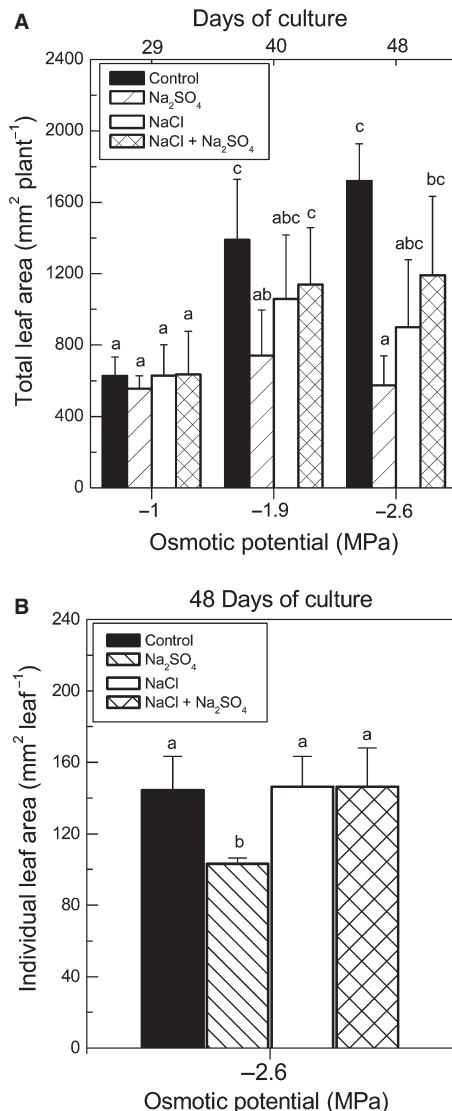 A
Days of culture
29 40 48
Total leaf area (mm² plant⁻¹)
2400
2000
1600
1200
800
400
0
Control
Na₂SO₄
NaCl
NaCl + Na₂SO₄
a a a a
c ab abc c
c a abc bc
−1 −1.9 −2.6
Osmotic potential (MPa)
B
48 Days of culture
Individual leaf area (mm² leaf⁻¹)
240
200
160
120
80
40
0
Control
Na₂SO₄
NaCl
NaCl + Na₂SO₄
a b a a
−2.6
Osmotic potential (MPa)